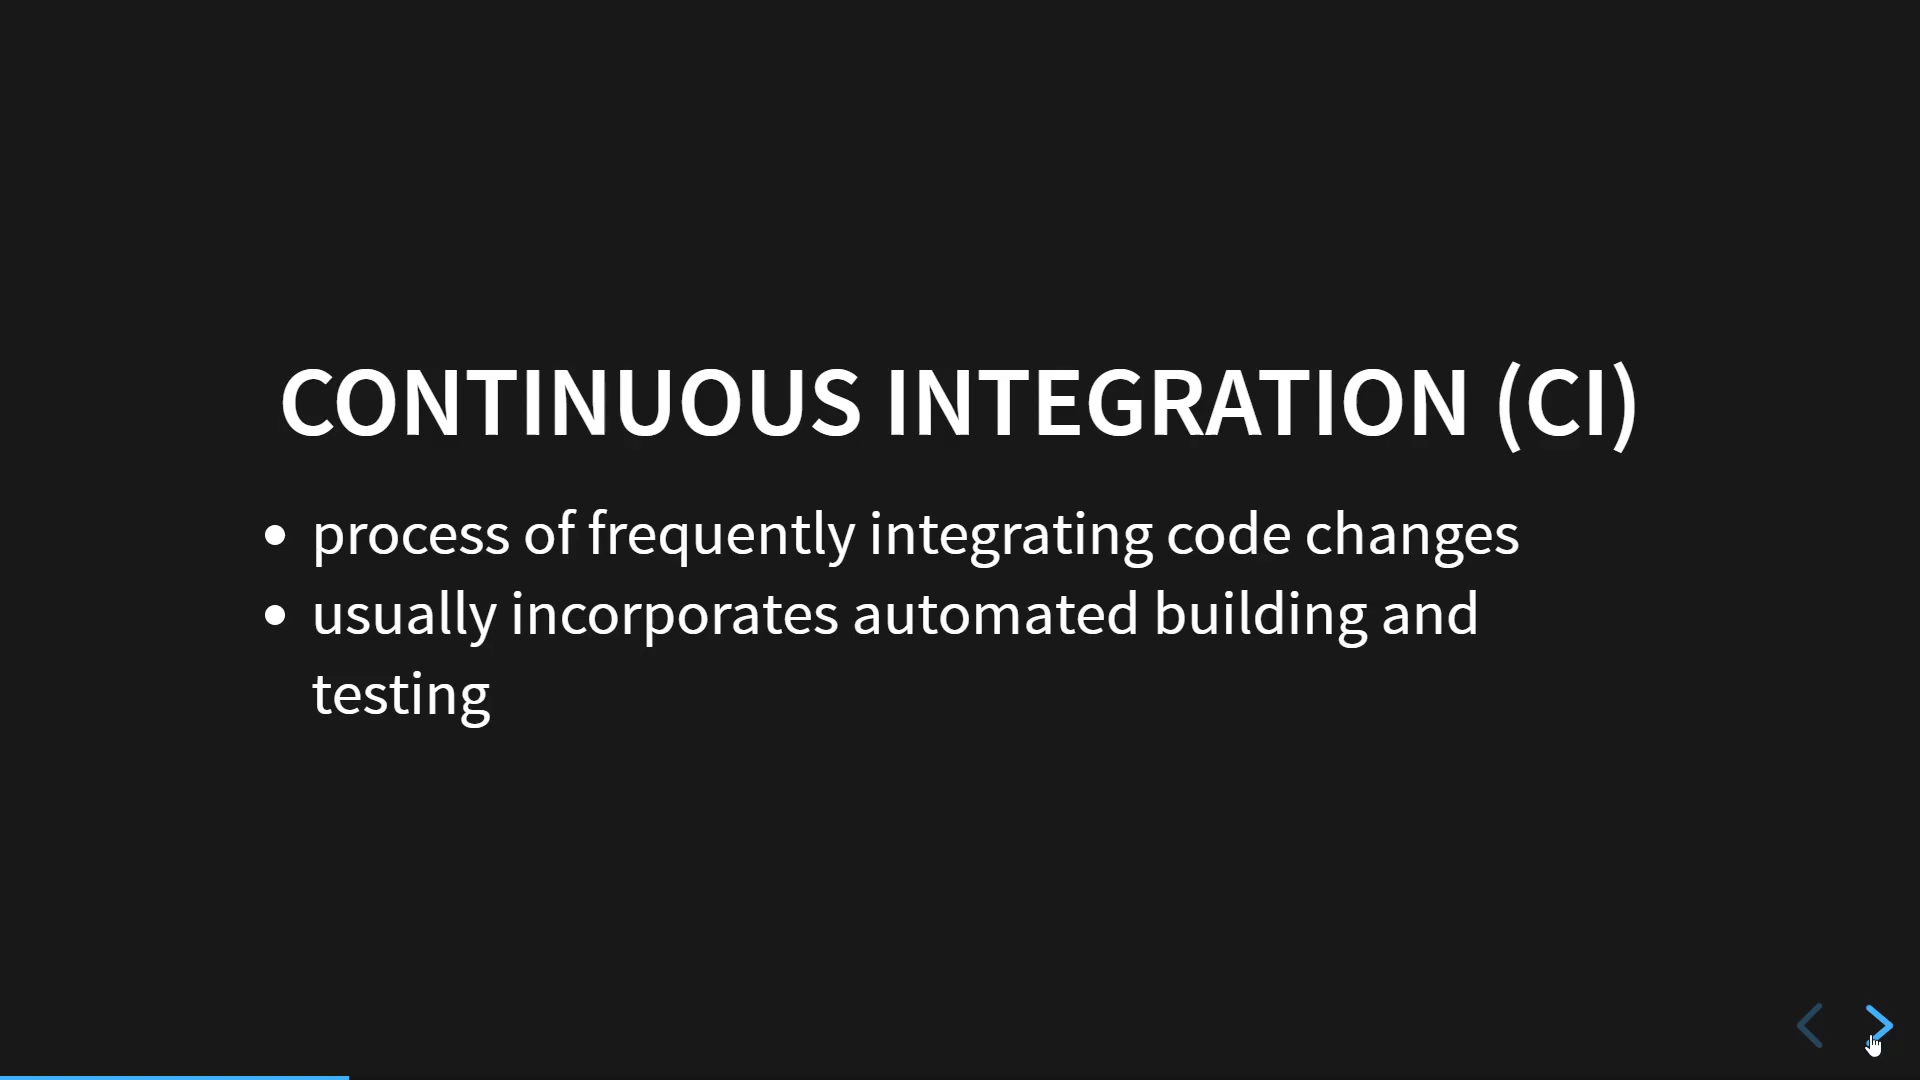 CONTINUOUS INTEGRATION (CI)
process of frequently integrating code changes
usually incorporates automated building and
testing